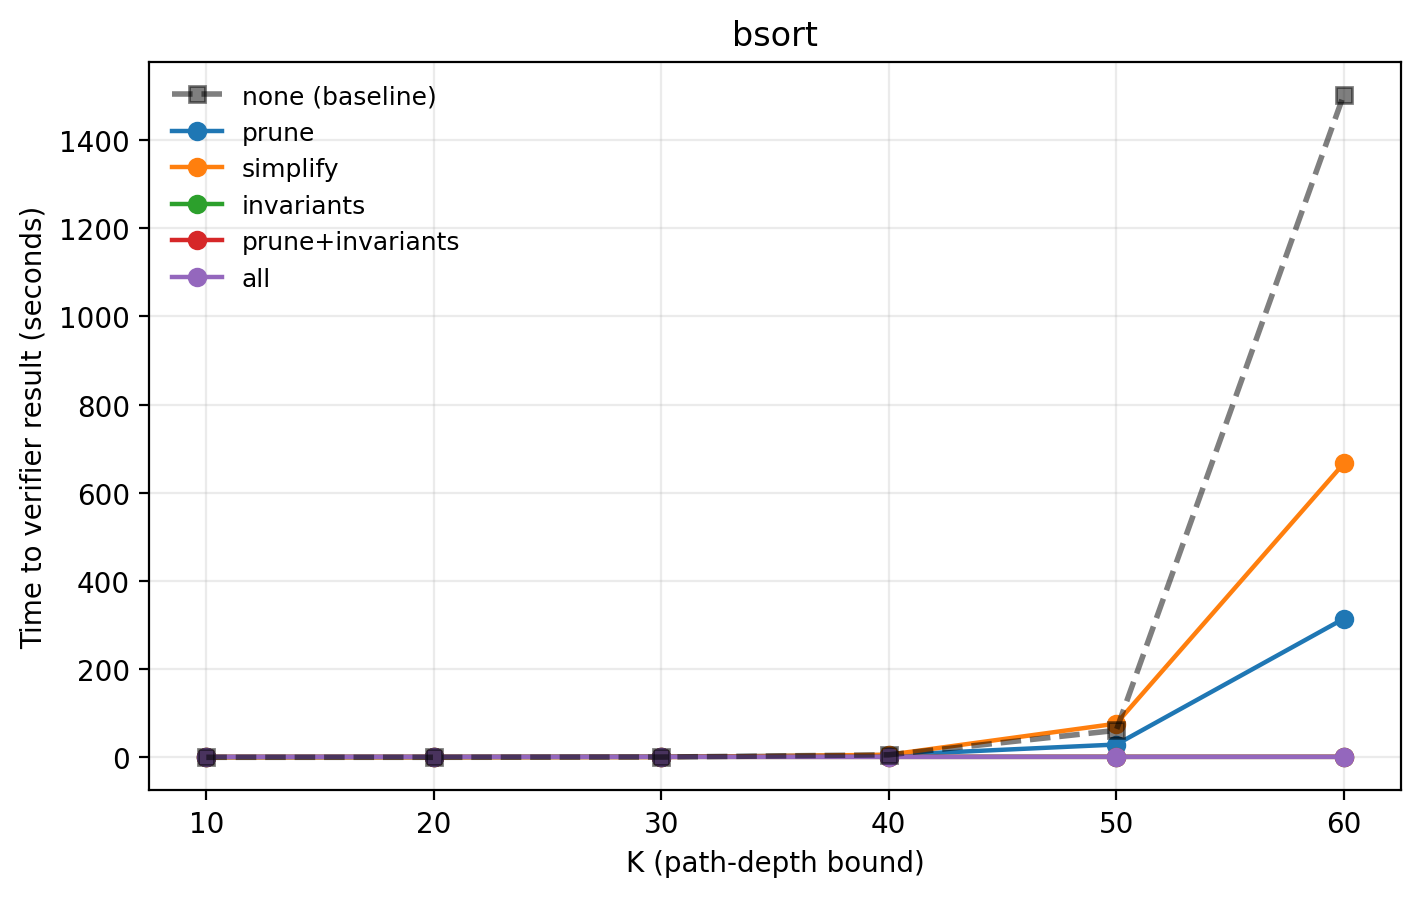 bsort
none (baseline)
prune
simplify
invariants
prune+invariants
all
Time to verifier result (seconds)
1400
1200
1000
800
600
400
200
0
10 20 30 40 50 60
K (path-depth bound)